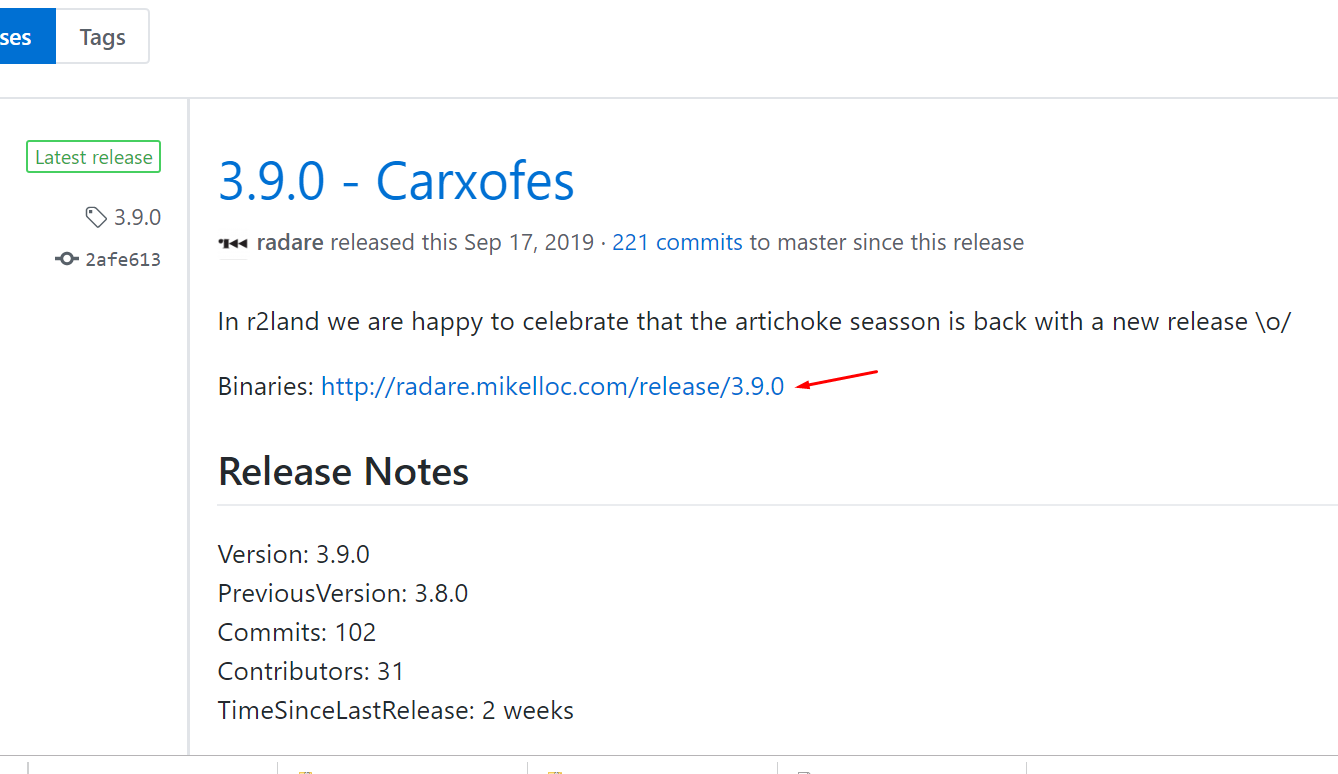 ses Tags
Latest release
3.9.0
2afe613
3.9.0 - Carxofes
radare released this Sep 17, 2019 · 221 commits to master since this release
In r2land we are happy to celebrate that the artichoke seasson is back with a new release \o/
Binaries: http://radare.mikelloc.com/release/3.9.0
Release Notes
Version: 3.9.0
PreviousVersion: 3.8.0
Commits: 102
Contributors: 31
TimeSinceLastRelease: 2 weeks